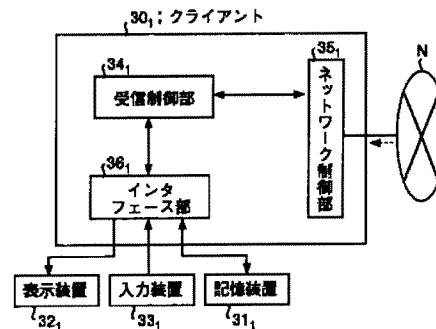 30₁;クライアント
35₁
N
34₁
受信制御部
ネットワーク制御部
36₁
インタ
フェース部
表示装置
入力装置
記憶装置
32₁
33₁
31₁